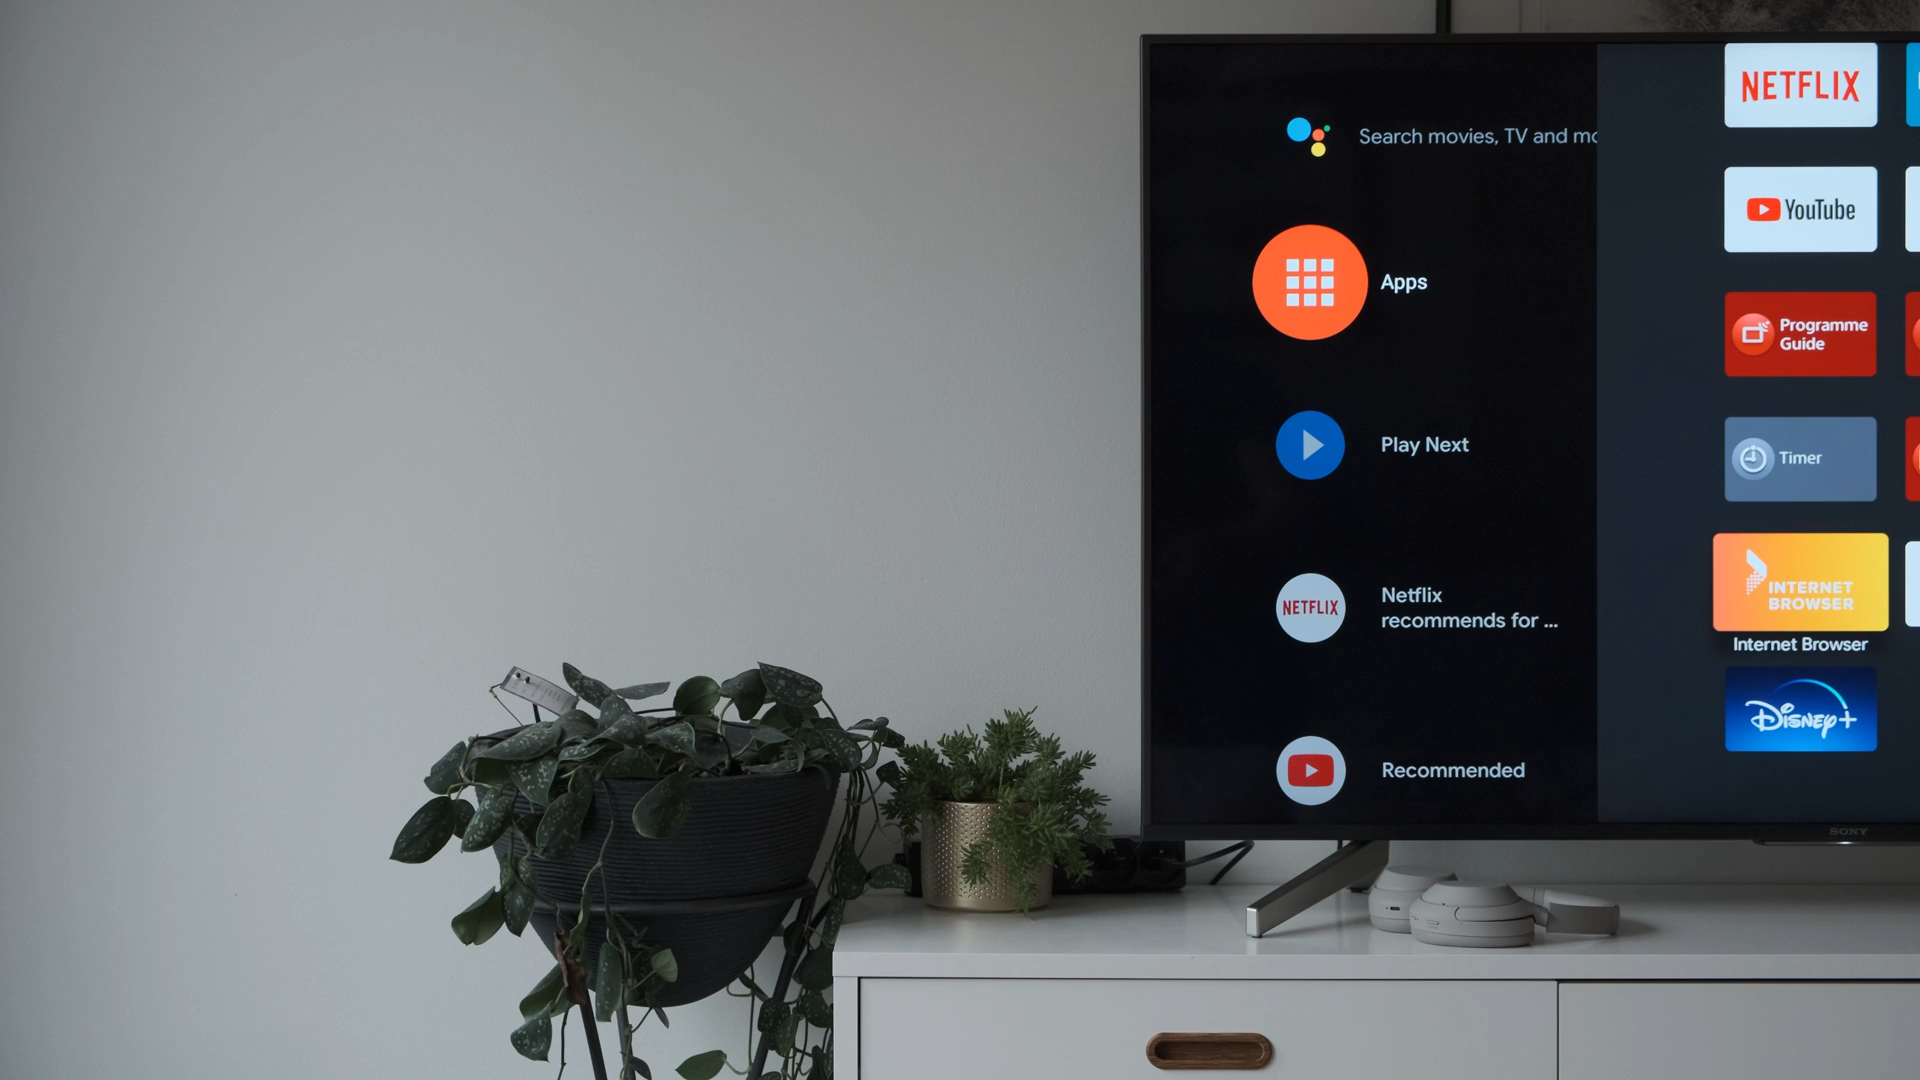 Search movies, TV and mo
Apps
Play Next
NETFLIX
Netflix
recommends for ...
Recommended
NETFLIX
YouTube
Programme
Guide
Timer
INTERNET
BROWSER
Internet Browser
Disney+
SONY